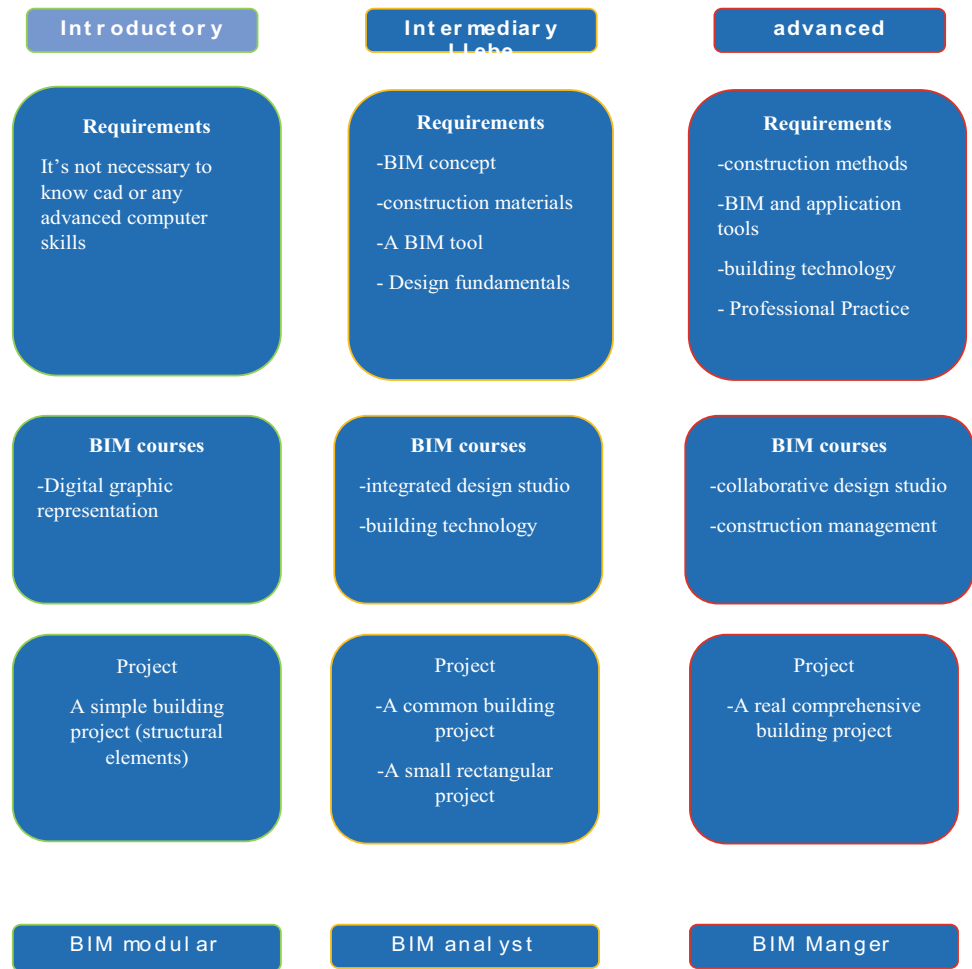 Introductory
Intermediary
advanced
Requirements
It's not necessary to
know cad or any
advanced computer
skills
Requirements
-BIM concept
-construction materials
-A BIM tool
- Design fundamentals
Requirements
-construction methods
-BIM and application
tools
-building technology
- Professional Practice
BIM courses
-Digital graphic
representation
BIM courses
-integrated design studio
-building technology
BIM courses
-collaborative design studio
-construction management
Project
A simple building
project (structural
elements)
Project
-A common building
project
-A small rectangular
project
Project
-A real comprehensive
building project
BIM modular
BIM analyst
BIM Manger